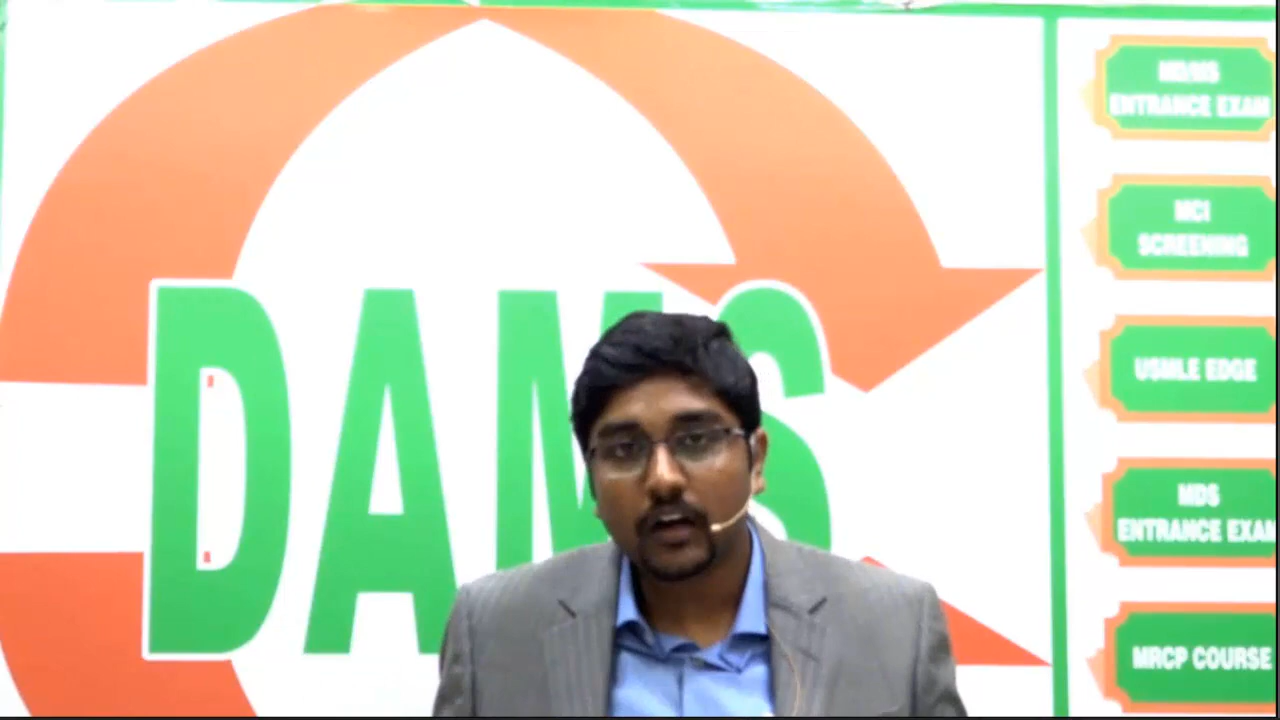 DAMS
MD/MS
ENTRANCE EXAM
MCI
SCREENING
USMLE EDGE
MDS
ENTRANCE EXAM
MRCP COURSE